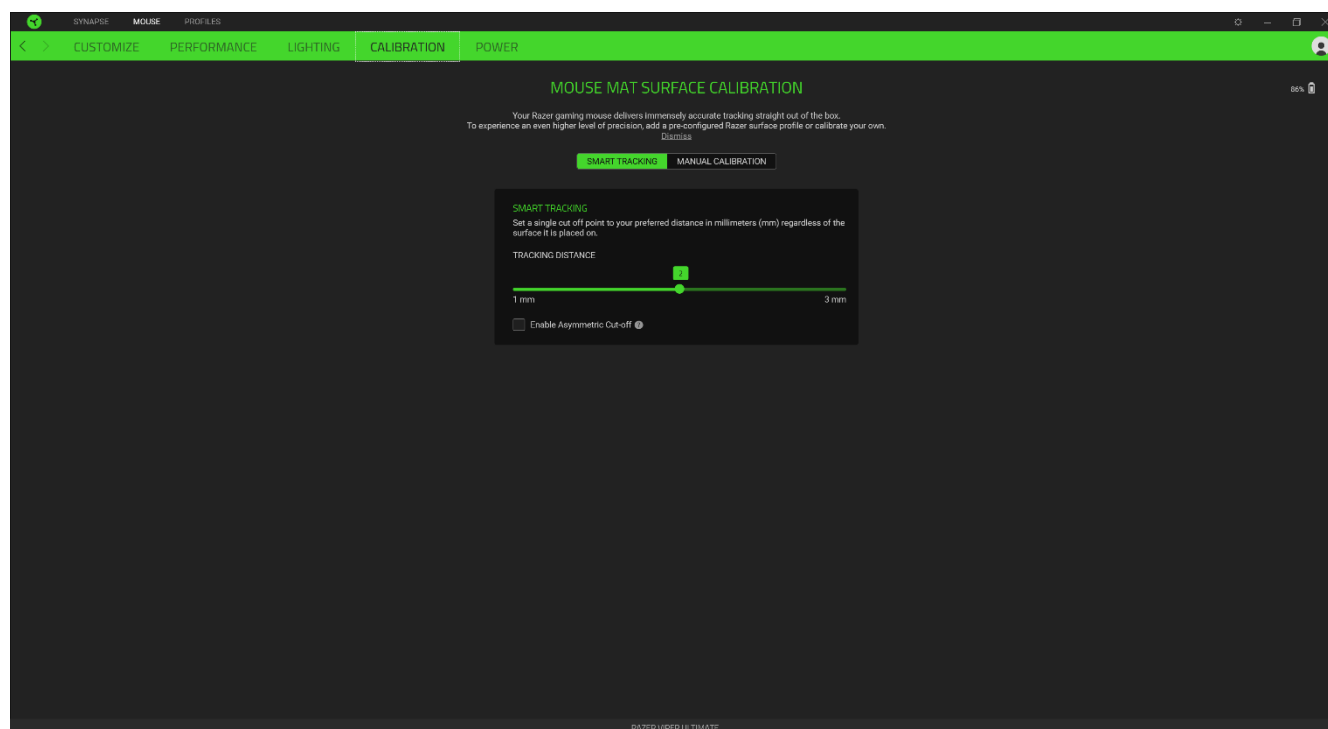 SYNAPSE MOUSE PROFILES
CUSTOMIZE PERFORMANCE LIGHTING CALIBRATION POWER
MOUSE MAT SURFACE CALIBRATION
86%
Your Razer gaming mouse delivers immensely accurate tracking straight out of the box.
To experience an even higher level of precision, add a pre-configured Razer surface profile or calibrate your own.
Dismiss
SMART TRACKING MANUAL CALIBRATION
SMART TRACKING
Set a single cut off point to your preferred distance in millimeters (mm) regardless of the
surface it is placed on.
TRACKING DISTANCE
2
1 mm 3 mm
Enable Asymmetric Cut-off ?
RAZER VIPER ULTIMATE